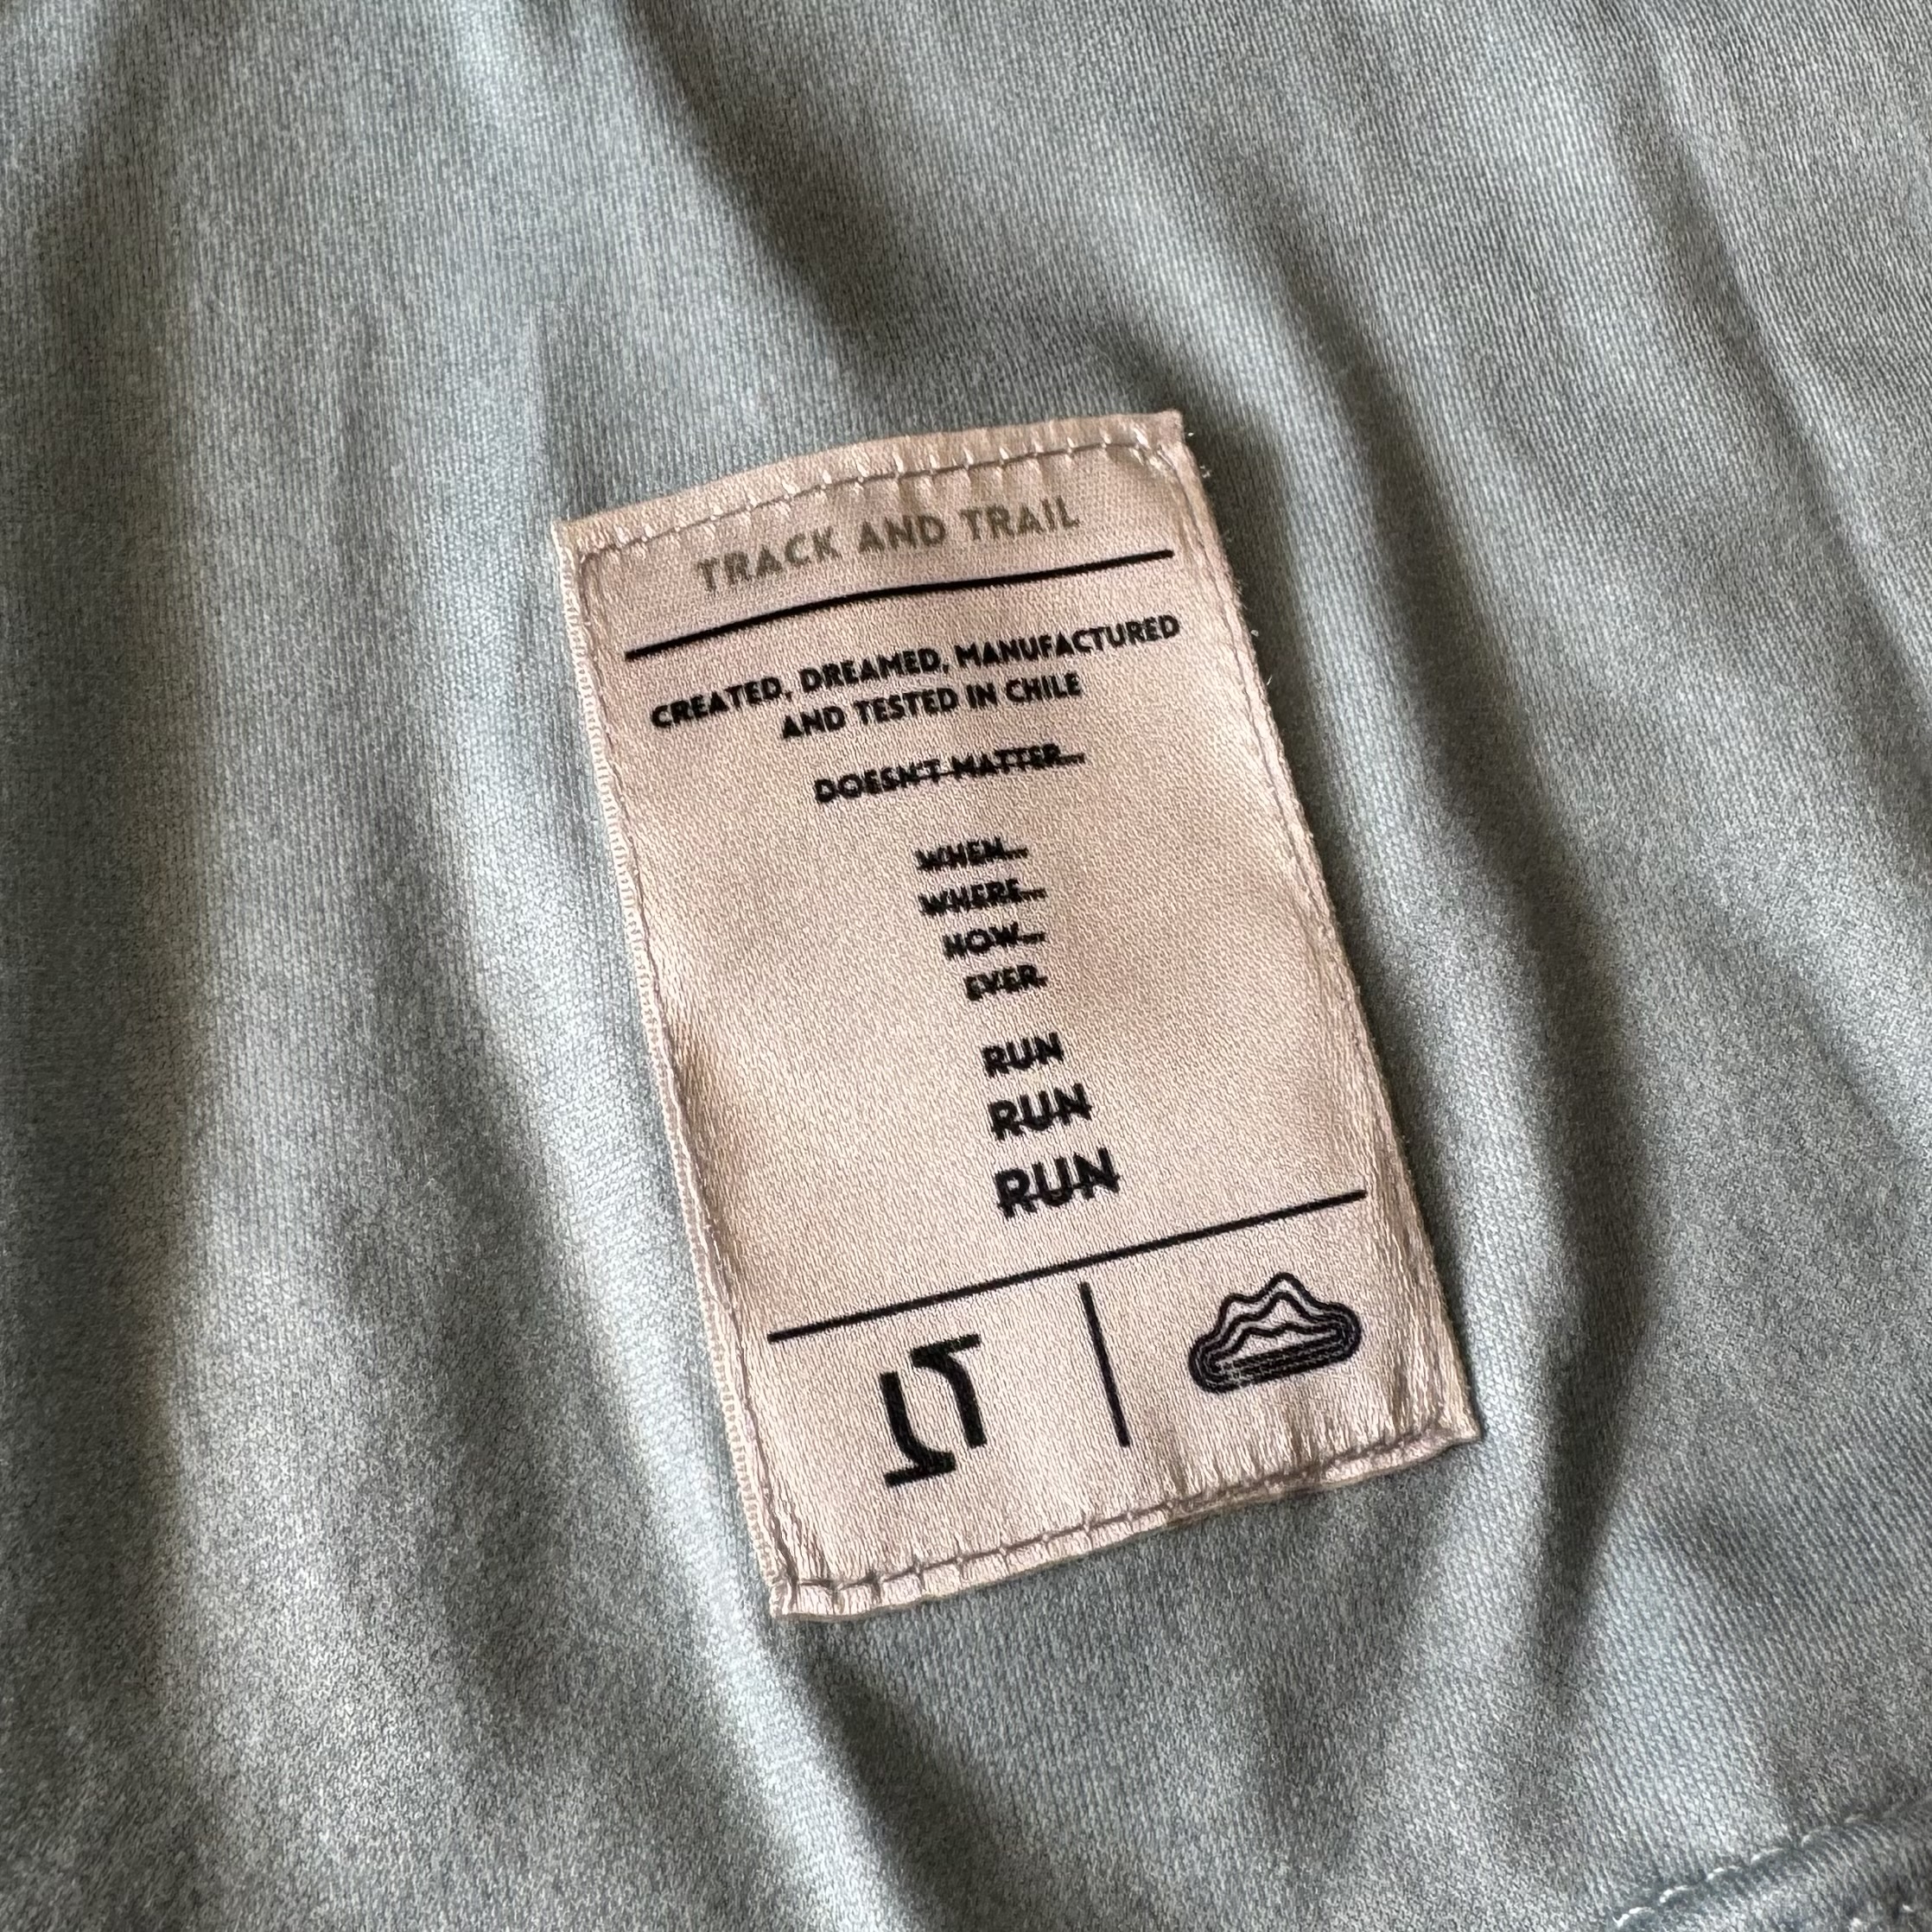 TRACK AND TRAIL
CREATED, DREAMED, MANUFACTURED
AND TESTED IN CHILE
DOESN'T MATTER...
WHEN...
WHERE...
HOW...
EVER.
RUN
RUN
RUN